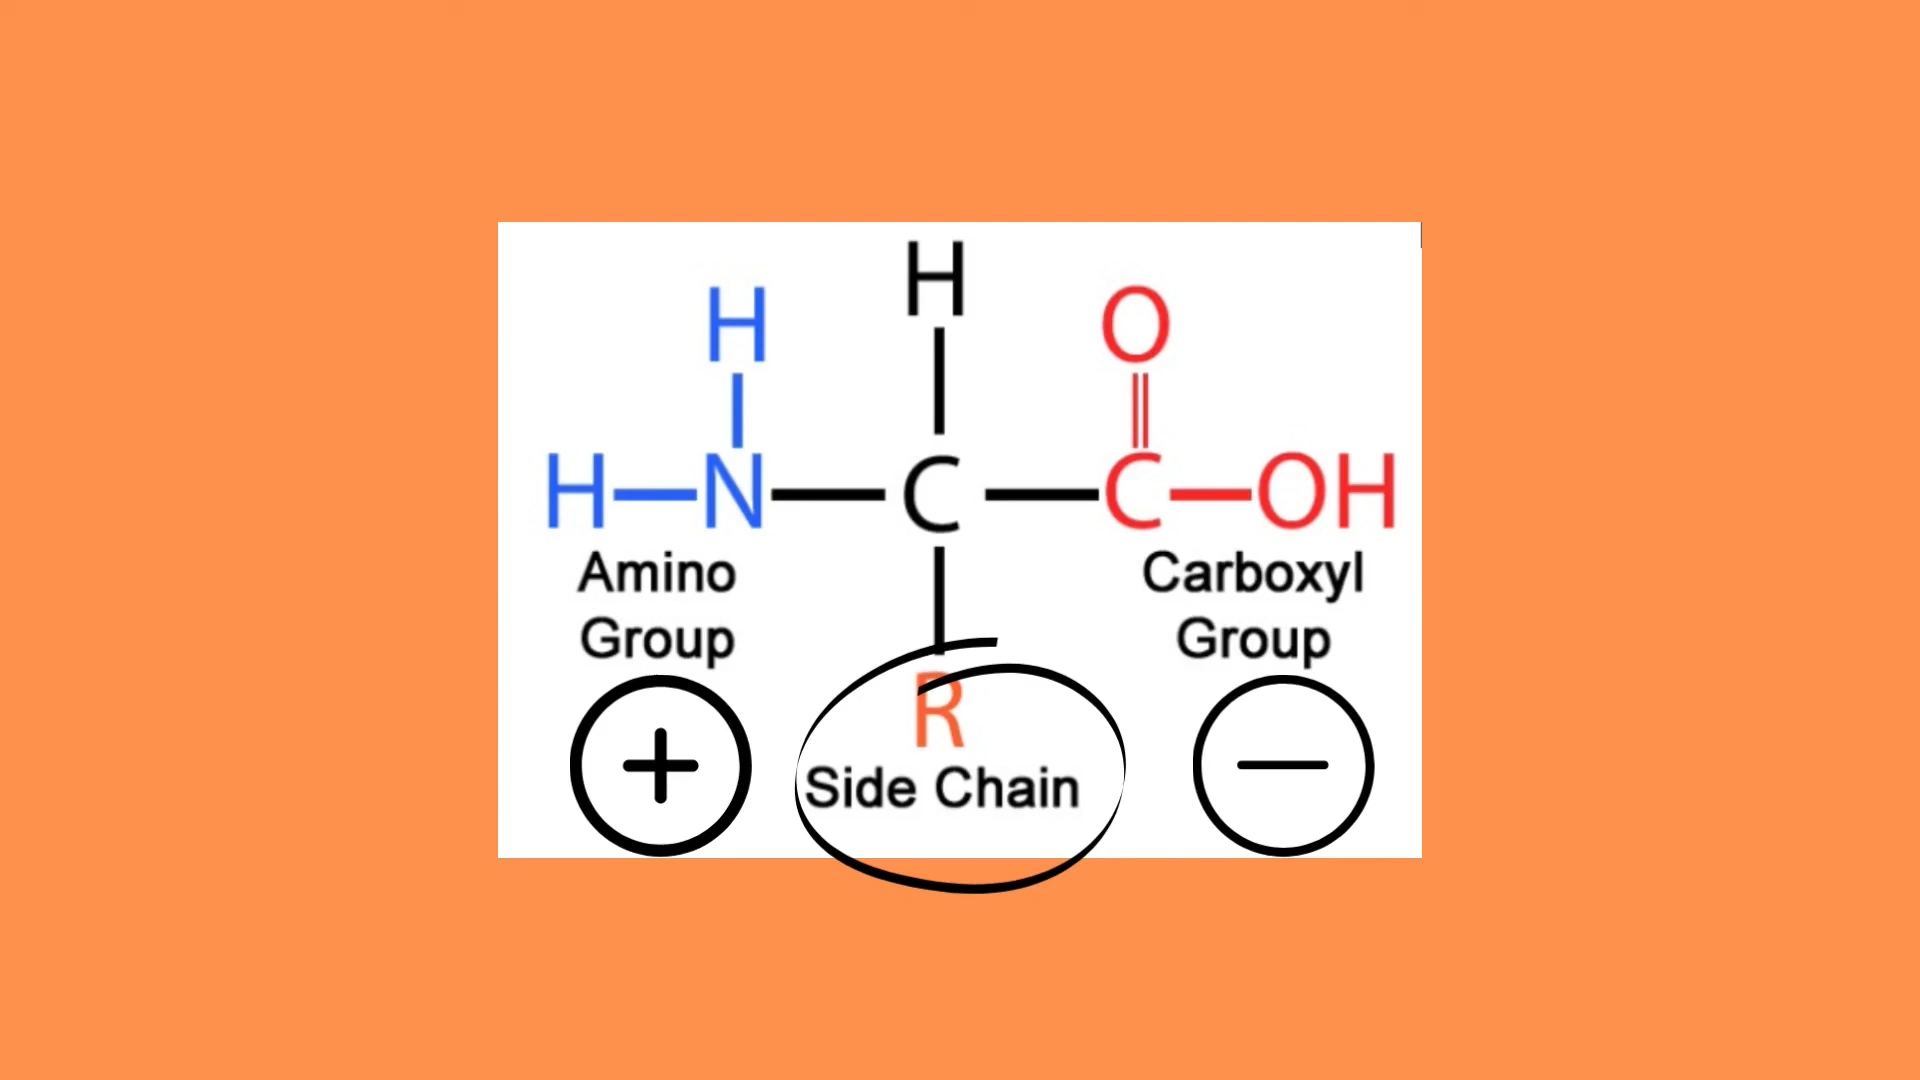 H
H
O
H N C C OH
Amino
Group
Carboxyl
Group
R
Side Chain
+
−